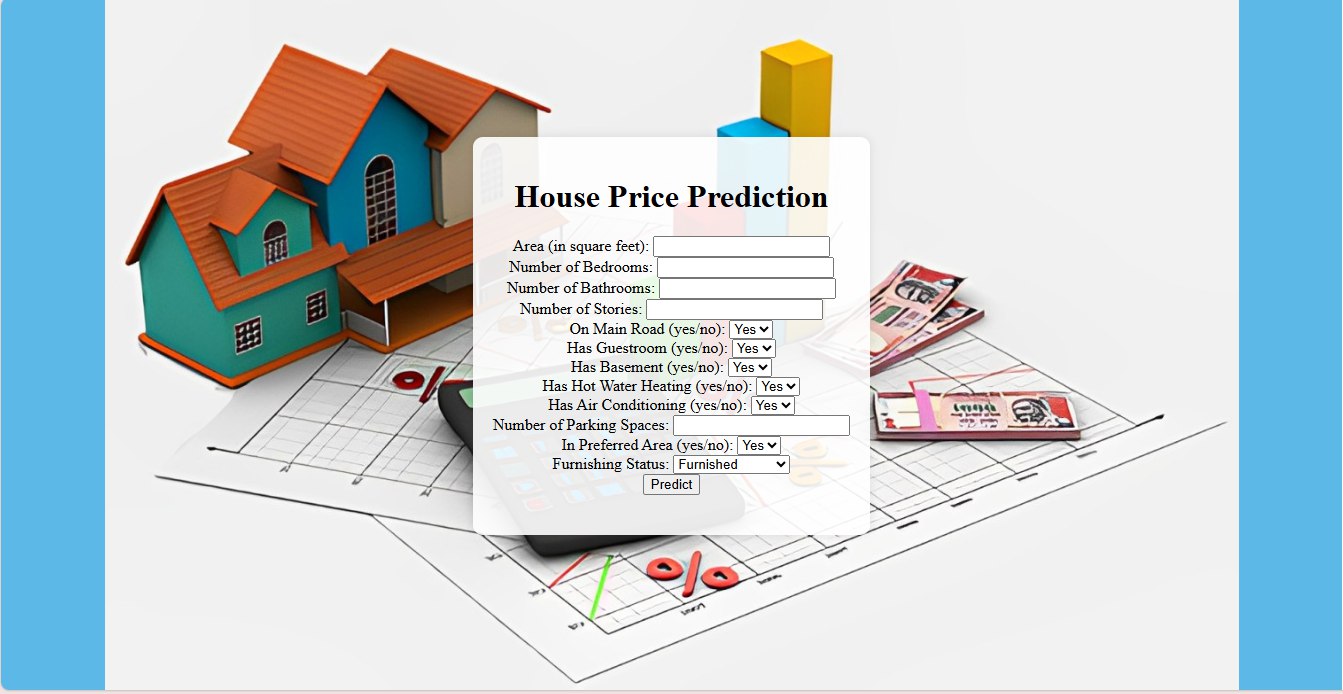 House Price Prediction
Area (in square feet):
Number of Bedrooms:
Number of Bathrooms:
Number of Stories:
On Main Road (yes/no): Yes
Has Guestroom (yes/no): Yes
Has Basement (yes/no): Yes
Has Hot Water Heating (yes/no): Yes
Has Air Conditioning (yes/no): Yes
Number of Parking Spaces:
In Preferred Area (yes/no): Yes
Furnishing Status: Furnished
Predict
%